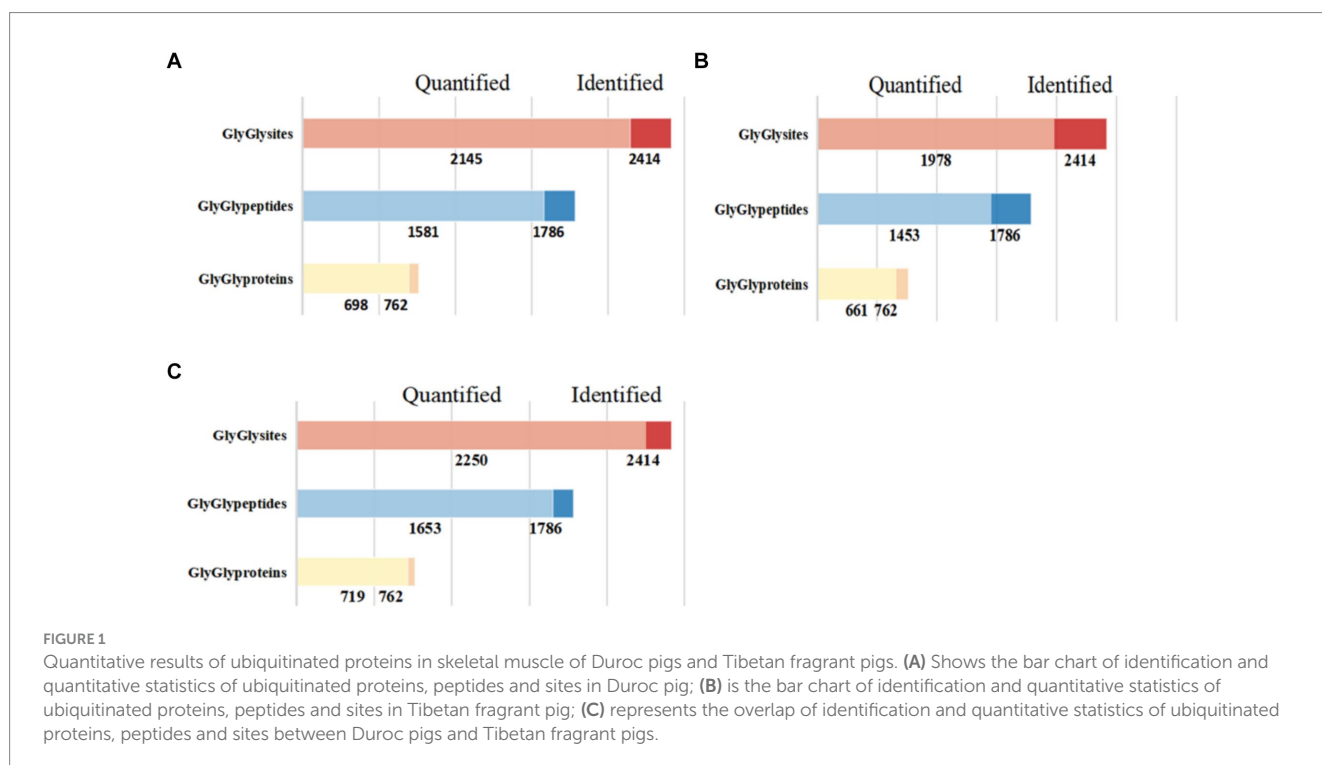 A
Quantified Identified
GlyGlysites
2145 2414
GlyGlypeptides
1581 1786
GlyGlyproteins
698 762
B
Quantified Identified
GlyGlysites
1978 2414
GlyGlypeptides
1453 1786
GlyGlyproteins
661 762
C
Quantified Identified
GlyGlysites
2250 2414
GlyGlypeptides
1653 1786
GlyGlyproteins
719 762
FIGURE 1
Quantitative results of ubiquitinated proteins in skeletal muscle of Duroc pigs and Tibetan fragrant pigs. (A) Shows the bar chart of identification and
quantitative statistics of ubiquitinated proteins, peptides and sites in Duroc pig; (B) is the bar chart of identification and quantitative statistics of
ubiquitinated proteins, peptides and sites in Tibetan fragrant pig; (C) represents the overlap of identification and quantitative statistics of ubiquitinated
proteins, peptides and sites between Duroc pigs and Tibetan fragrant pigs.